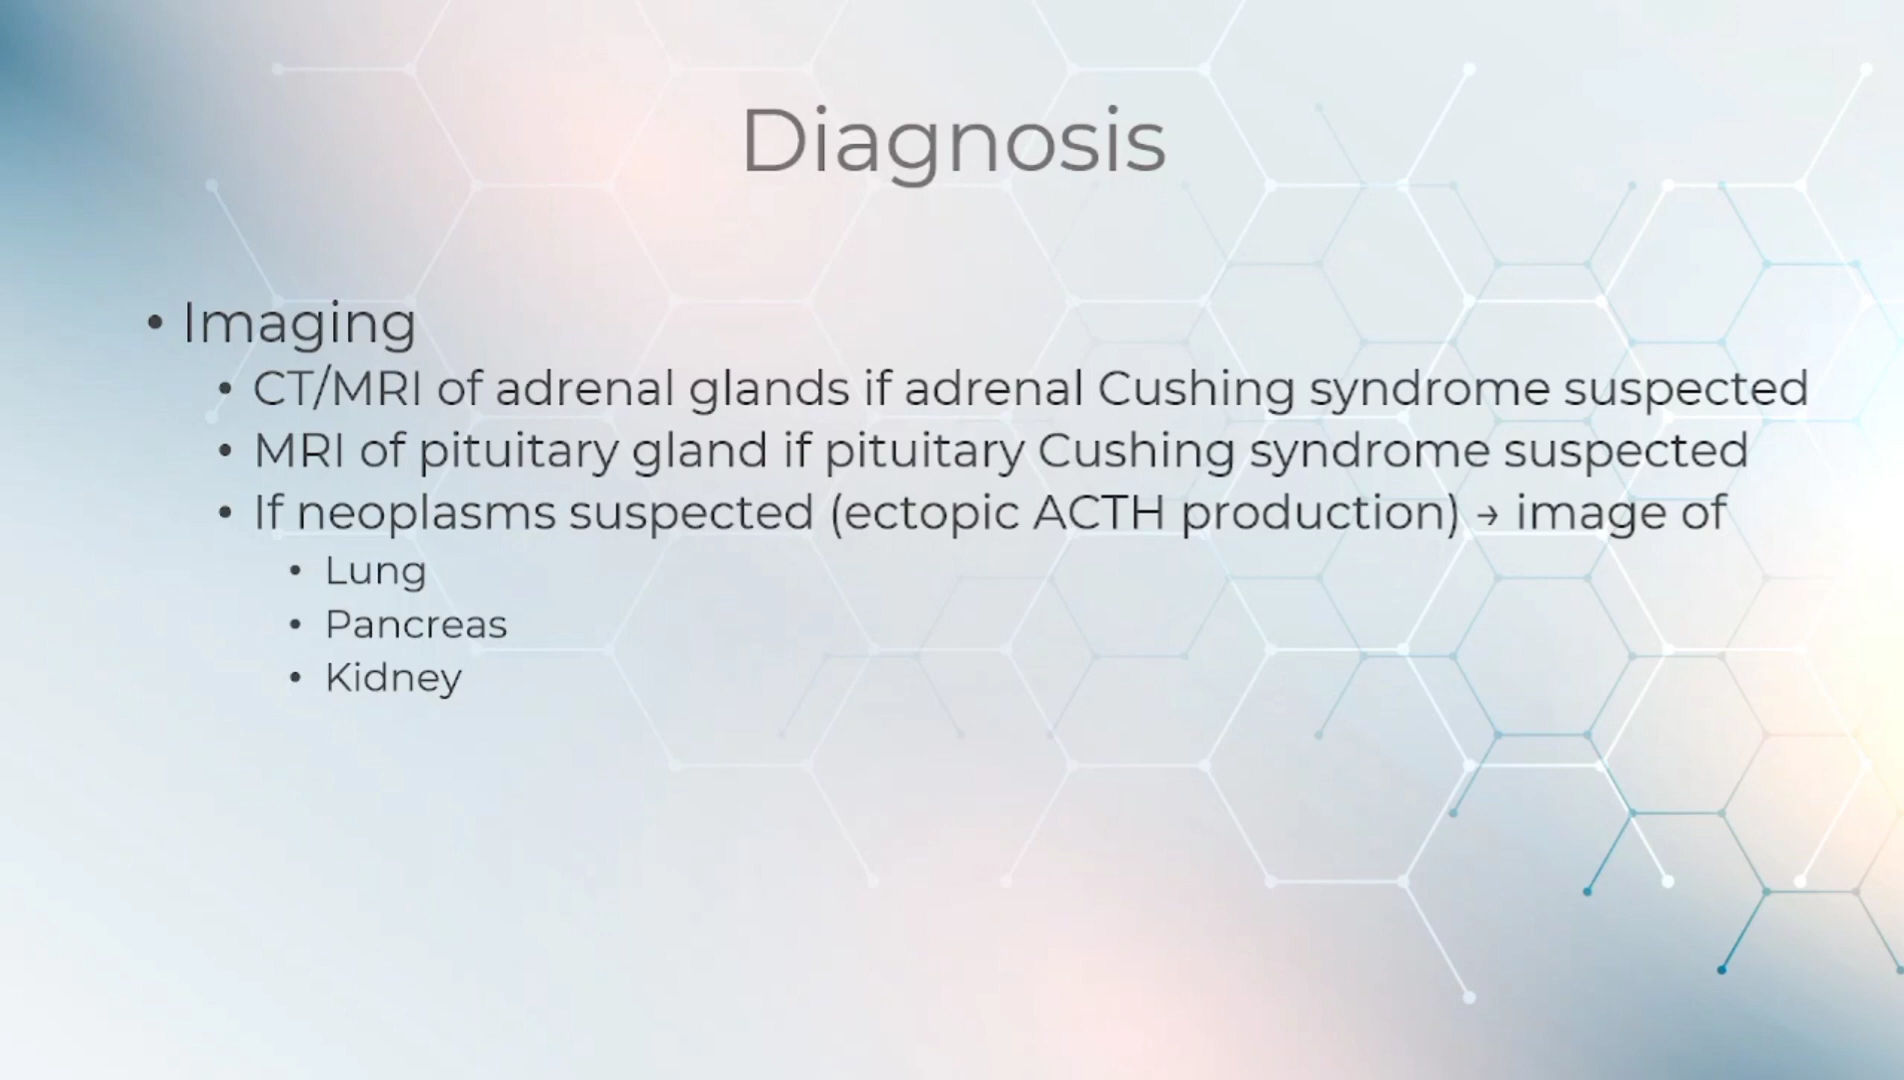 Diagnosis
• Imaging
• CT/MRI of adrenal glands if adrenal Cushing syndrome suspected
• MRI of pituitary gland if pituitary Cushing syndrome suspected
• If neoplasms suspected (ectopic ACTH production) → image of
• Lung
• Pancreas
• Kidney